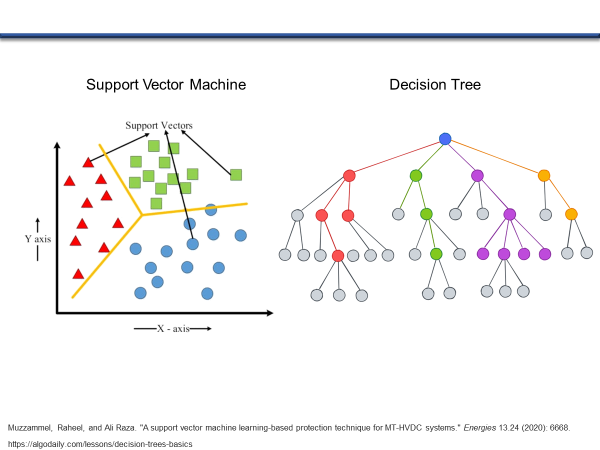 Support Vector Machine
Decision Tree
Support Vectors
Y axis
X - axis
Muzzammel, Raheel, and Ali Raza. "A support vector machine learning-based protection technique for MT-HVDC systems." Energies 13.24 (2020): 6668.
https://algodaily.com/lessons/decision-trees-basics